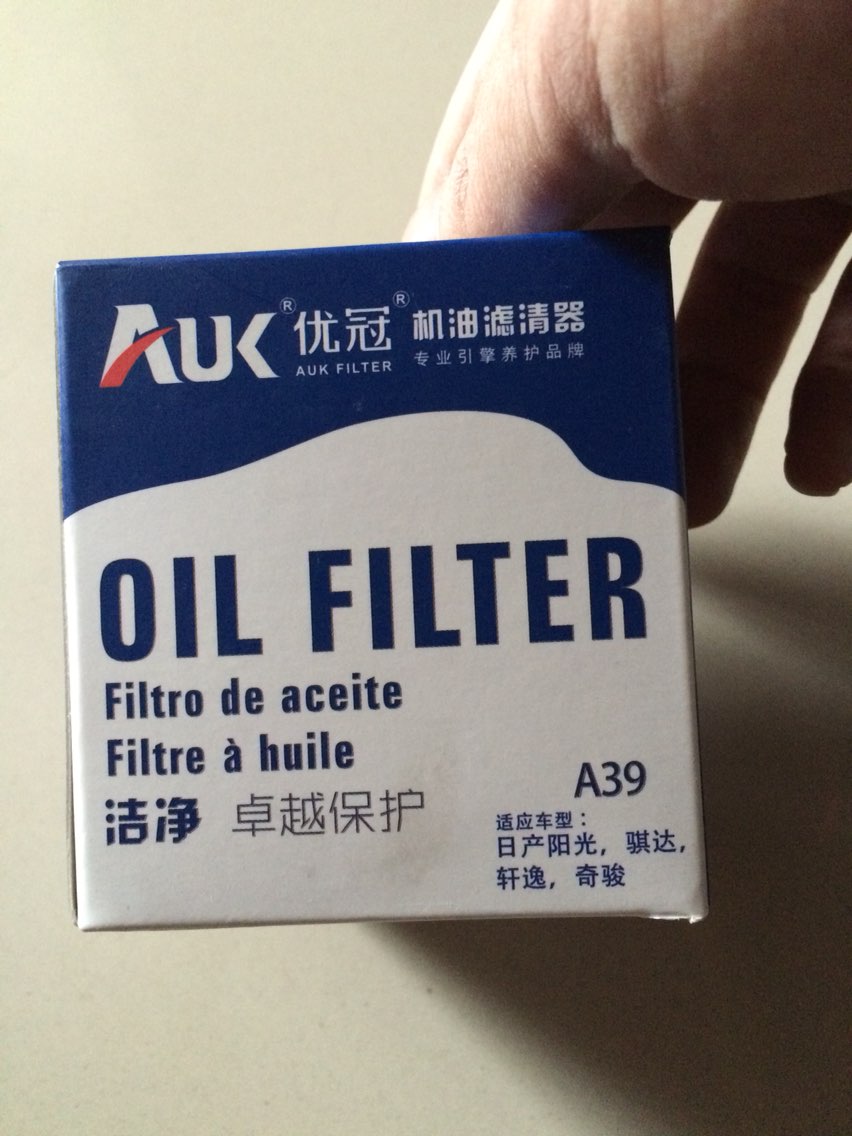 AUK® 优冠® 机油滤清器
AUK FILTER 专业引擎养护品牌
OIL FILTER
Filtro de aceite
Filtre à huile
洁净 卓越保护
A39
适应车型：
日产阳光，骐达，
轩逸，奇骏